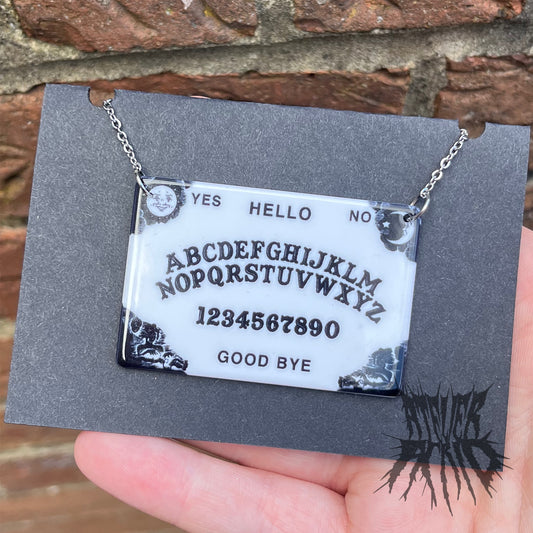 YES HELLO NO
ABCDEFGHIJKLM
NOPQRSTUVWXYZ
1234567890
GOOD BYE